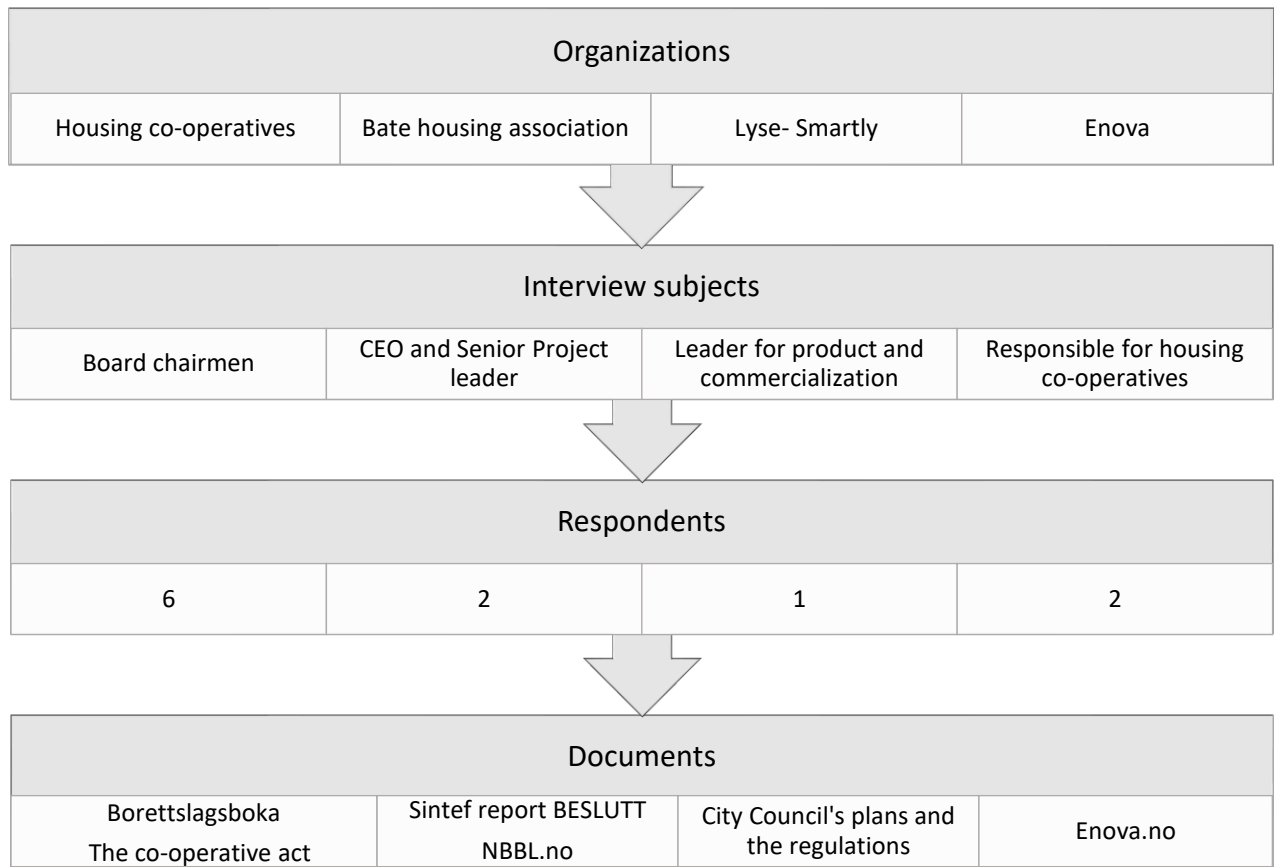 Organizations
Housing co-operatives
Bate housing association
Lyse- Smartly
Enova
Interview subjects
Board chairmen
CEO and Senior Project
leader
Leader for product and
commercialization
Responsible for housing
co-operatives
Respondents
6
2
1
2
Documents
Borettslagsboka
The co-operative act
Sintef report BESLUTT
NBBL.no
City Council's plans and
the regulations
Enova.no